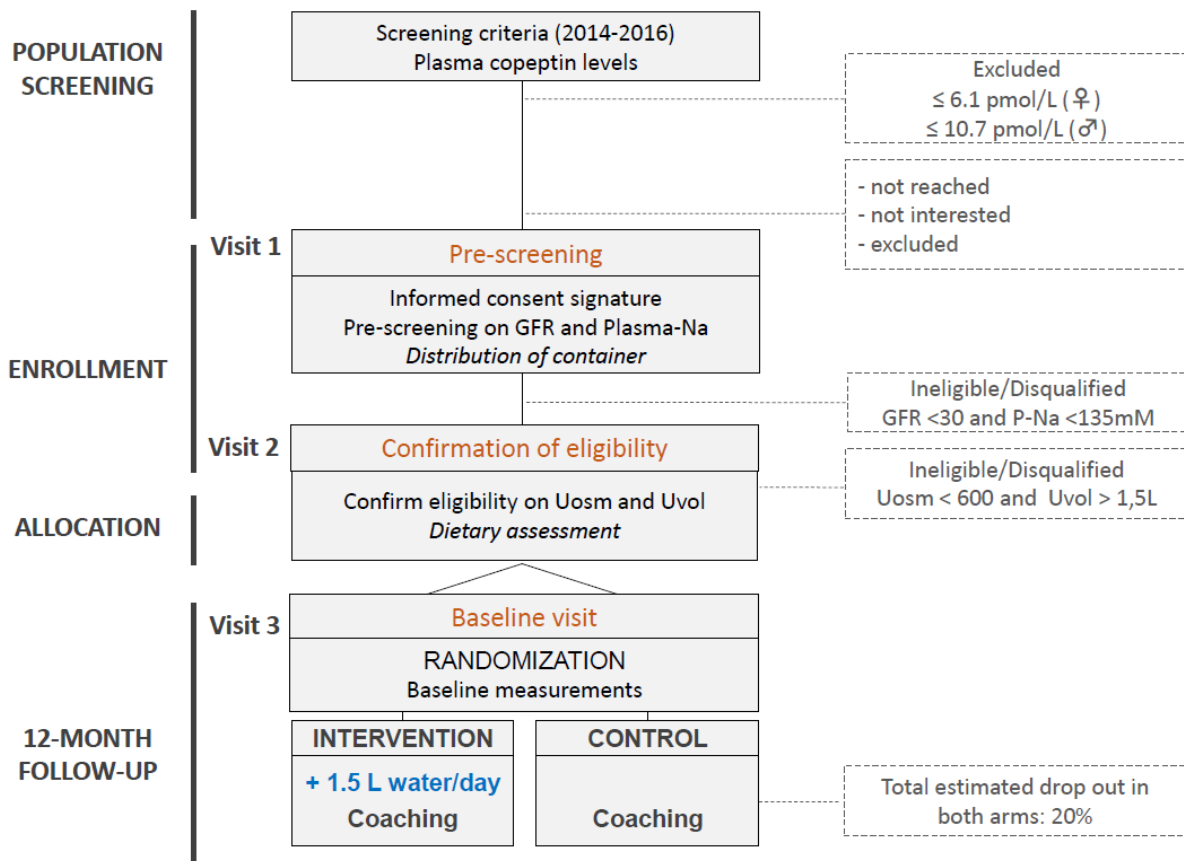 POPULATION
SCREENING
Screening criteria (2014-2016)
Plasma copeptin levels
Excluded
≤ 6.1 pmol/L (♀)
≤ 10.7 pmol/L (♂)
- not reached
- not interested
- excluded
ENROLLMENT
Visit 1
Pre-screening
Informed consent signature
Pre-screening on GFR and Plasma-Na
Distribution of container
Ineligible/Disqualified
GFR <30 and P-Na <135mM
Visit 2
Confirmation of eligibility
Ineligible/Disqualified
Uosm < 600 and Uvol > 1,5L
ALLOCATION
Confirm eligibility on Uosm and Uvol
Dietary assessment
Visit 3
Baseline visit
RANDOMIZATION
Baseline measurements
12-MONTH
FOLLOW-UP
INTERVENTION
+ 1.5 L water/day
Coaching
CONTROL
Coaching
Total estimated drop out in
both arms: 20%